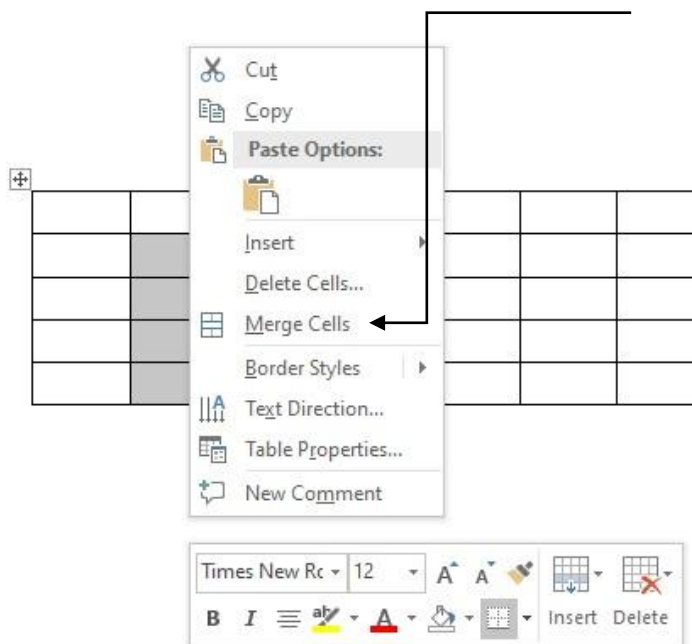 Cut
Copy
Paste Options:
Insert
Delete Cells...
Merge Cells
Border Styles
Text Direction...
Table Properties...
New Comment
Times New Rc 12 A A
B I ab A Insert Delete